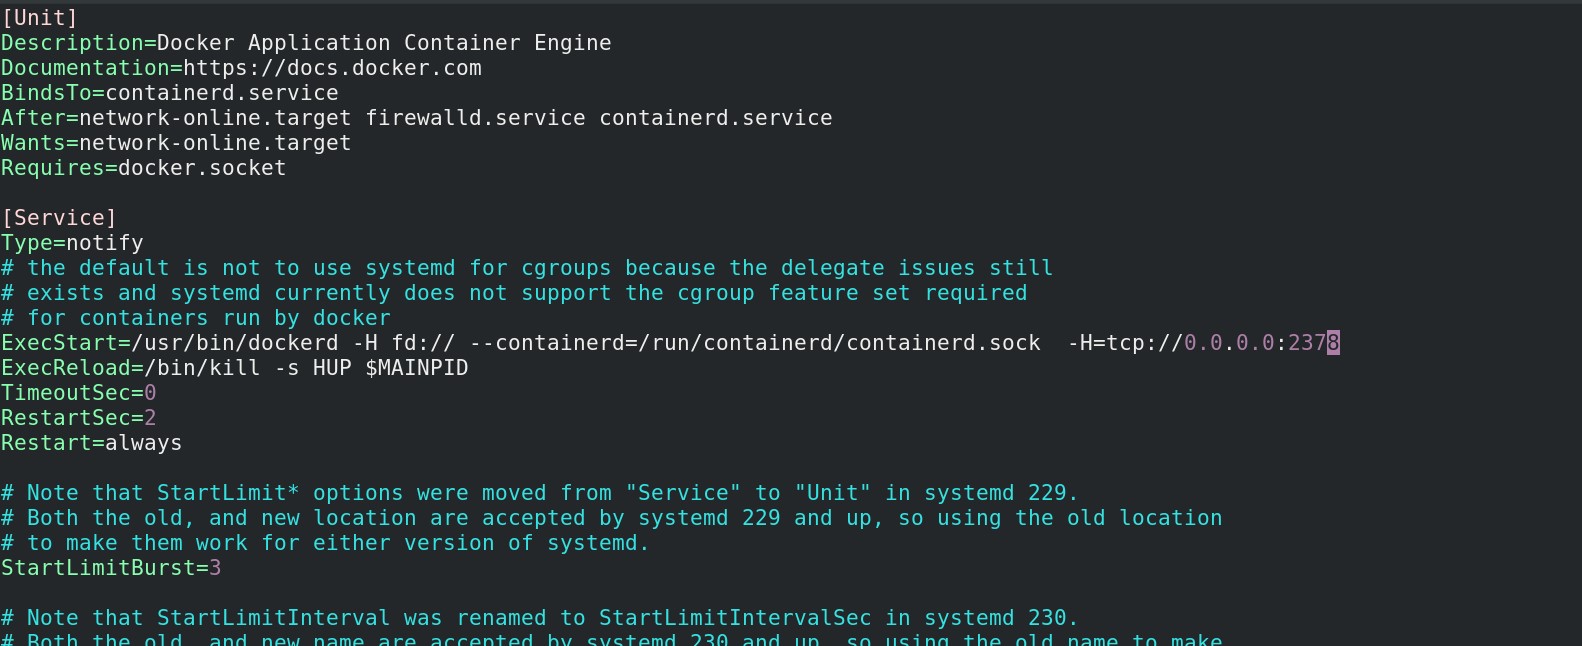 [Unit]
Description=Docker Application Container Engine
Documentation=https://docs.docker.com
BindsTo=containerd.service
After=network-online.target firewalld.service containerd.service
Wants=network-online.target
Requires=docker.socket
[Service]
Type=notify
# the default is not to use systemd for cgroups because the delegate issues still
# exists and systemd currently does not support the cgroup feature set required
# for containers run by docker
ExecStart=/usr/bin/dockerd -H fd:// --containerd=/run/containerd/containerd.sock  -H=tcp://0.0.0.0:2378
ExecReload=/bin/kill -s HUP $MAINPID
TimeoutSec=0
RestartSec=2
Restart=always
# Note that StartLimit* options were moved from "Service" to "Unit" in systemd 229.
# Both the old, and new location are accepted by systemd 229 and up, so using the old location
# to make them work for either version of systemd.
StartLimitBurst=3
# Note that StartLimitInterval was renamed to StartLimitIntervalSec in systemd 230.
# Both the old, and new name are accepted by systemd 230 and up, so using the old name to make